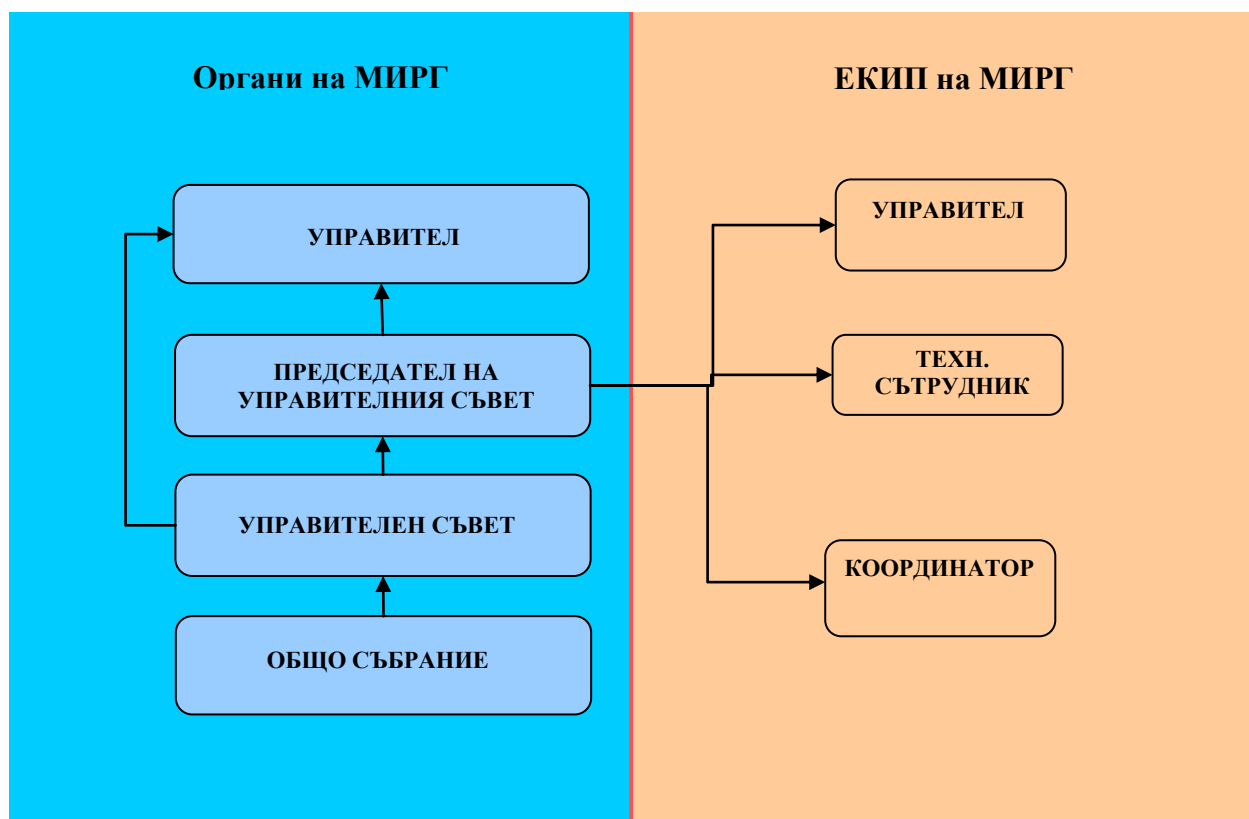 Органи на МИРГ
УПРАВИТЕЛ
ПРЕДСЕДАТЕЛ НА
УПРАВИТЕЛНИЯ СЪВЕТ
УПРАВИТЕЛЕН СЪВЕТ
ОБЩО СЪБРАНИЕ
ЕКИП на МИРГ
УПРАВИТЕЛ
ТЕХН.
СЪТРУДНИК
КООРДИНАТОР